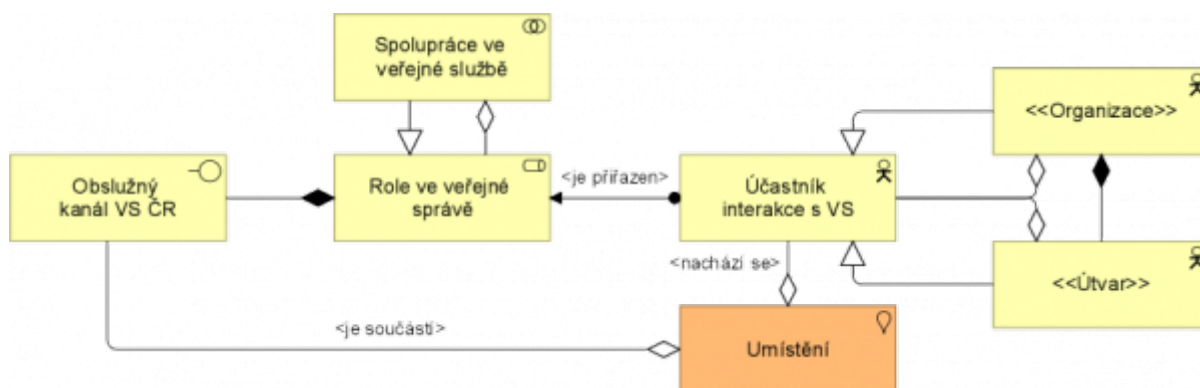 Spolupráce ve
veřejné službě
<<Organizace>>
Obslužný
kanál VS ČR
Role ve veřejné
správě
<je přiřazen>
Účastník
interakce s VS
<nachází se>
<<Útvar>>
<je součástí>
Umístění